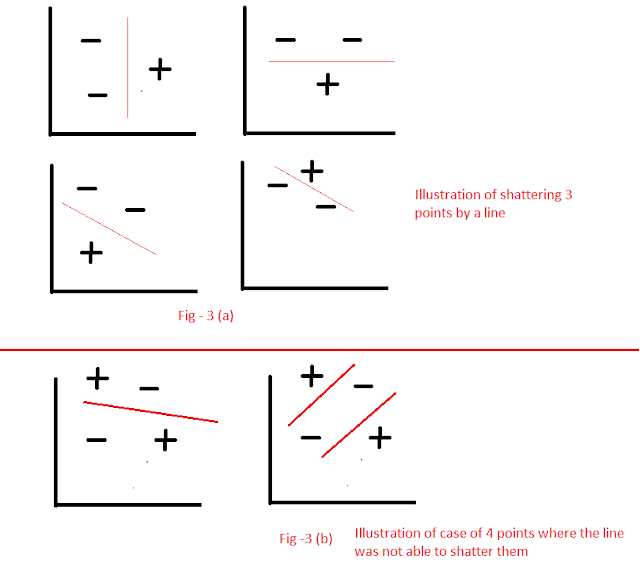 Illustration of shattering 3
points by a line
Fig - 3 (a)
Fig -3 (b)
Illustration of case of 4 points where the line
was not able to shatter them